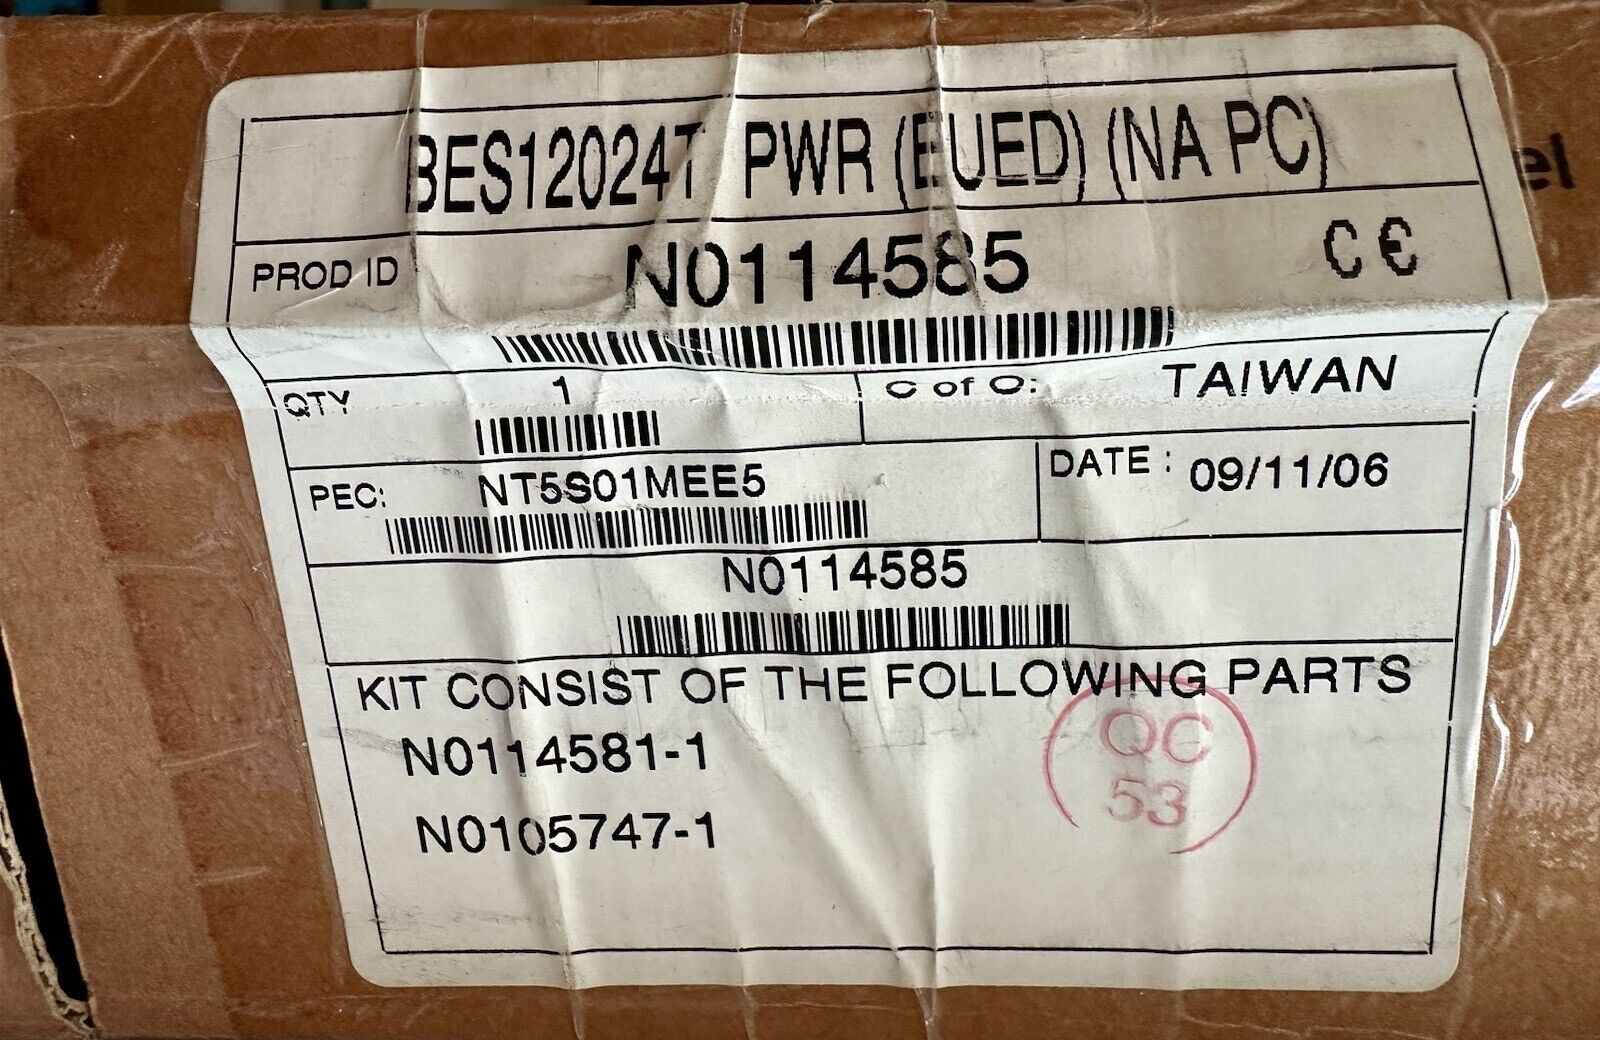 BES12024T PWR (EUED) (NA PC)
PROD ID N0114585 C€
QTY 1 C of O: TAIWAN
PEC: NT5S01MEE5 DATE: 09/11/06
N0114585
KIT CONSIST OF THE FOLLOWING PARTS
N0114581-1
N0105747-1
QC
53
el